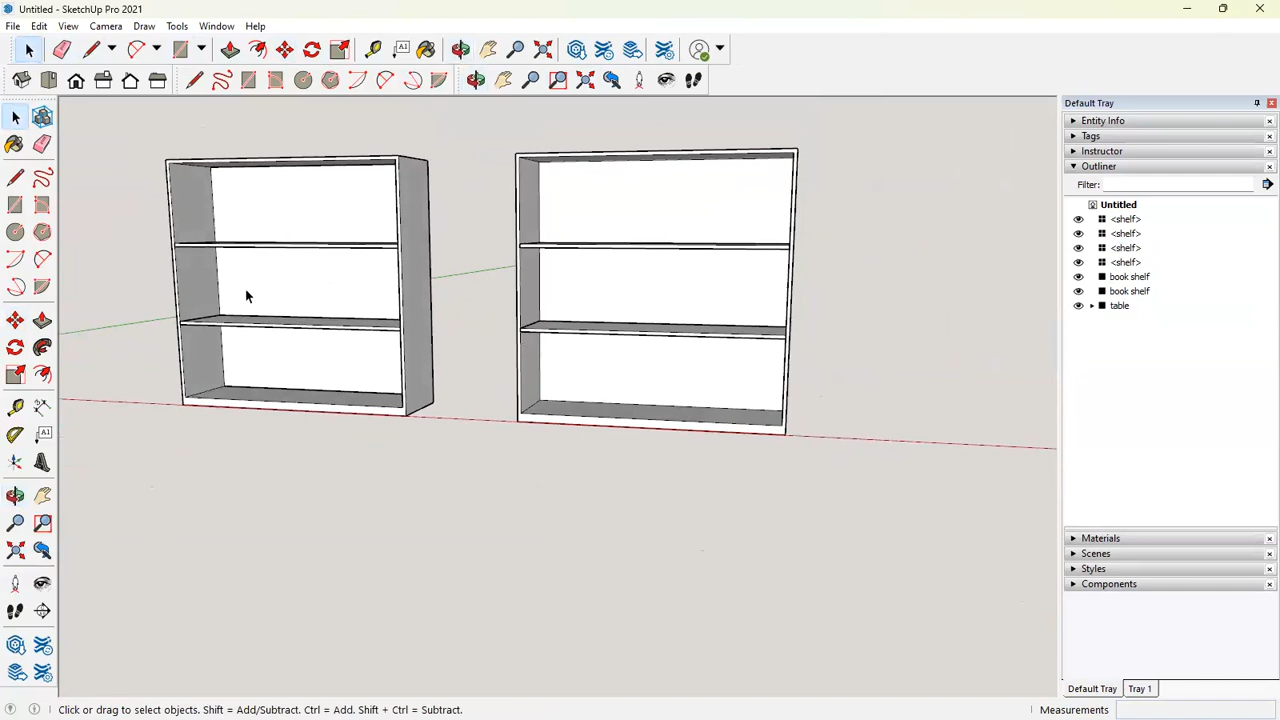 Untitled - SketchUp Pro 2021
File Edit View Camera Draw Tools Window Help
A1
Default Tray
Entity Info
Tags
Instructor
Outliner
Filter:
Untitled
<shelf>
<shelf>
<shelf>
<shelf>
book shelf
book shelf
table
A1
Materials
Scenes
Styles
Components
Default Tray Tray 1
Click or drag to select objects. Shift = Add/Subtract. Ctrl = Add. Shift + Ctrl = Subtract.
Measurements